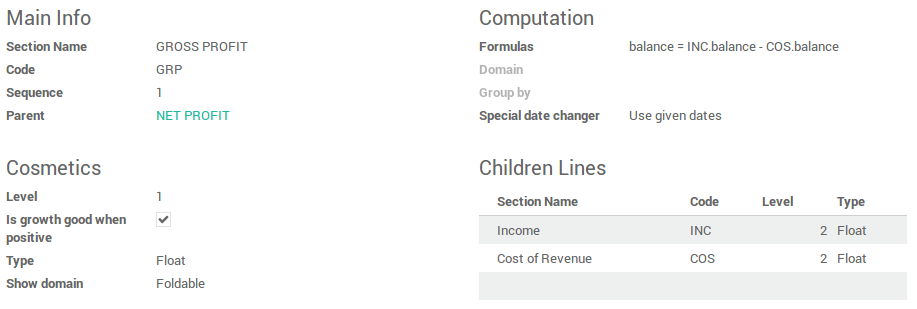 Main Info
Section Name GROSS PROFIT
Code GRP
Sequence 1
Parent NET PROFIT
Cosmetics
Level 1
Is growth good when
positive
Type Float
Show domain Foldable
Computation
Formulas balance = INC.balance - COS.balance
Domain
Group by
Special date changer Use given dates
Children Lines
Section Name Code Level Type
Income INC 2 Float
Cost of Revenue COS 2 Float